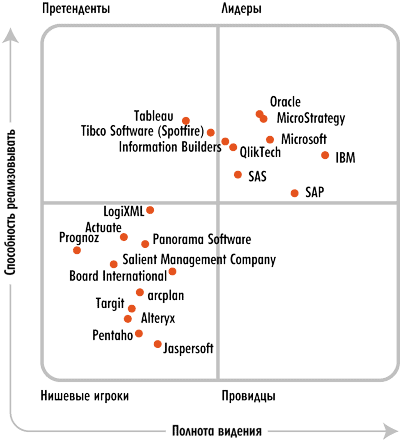 Претенденты
Лидеры
Способность реализовывать
Oracle
Tableau
MicroStrategy
Tibco Software (Spotfire)
Microsoft
Information Builders
QlikTech
IBM
SAS
SAP
LogiXML
Actuate
Prognoz
Panorama Software
Salient Management Company
Board International
arcplan
Targit
Alteryx
Pentaho
Jaspersoft
Нишевые игроки
Провидцы
Полнота видения